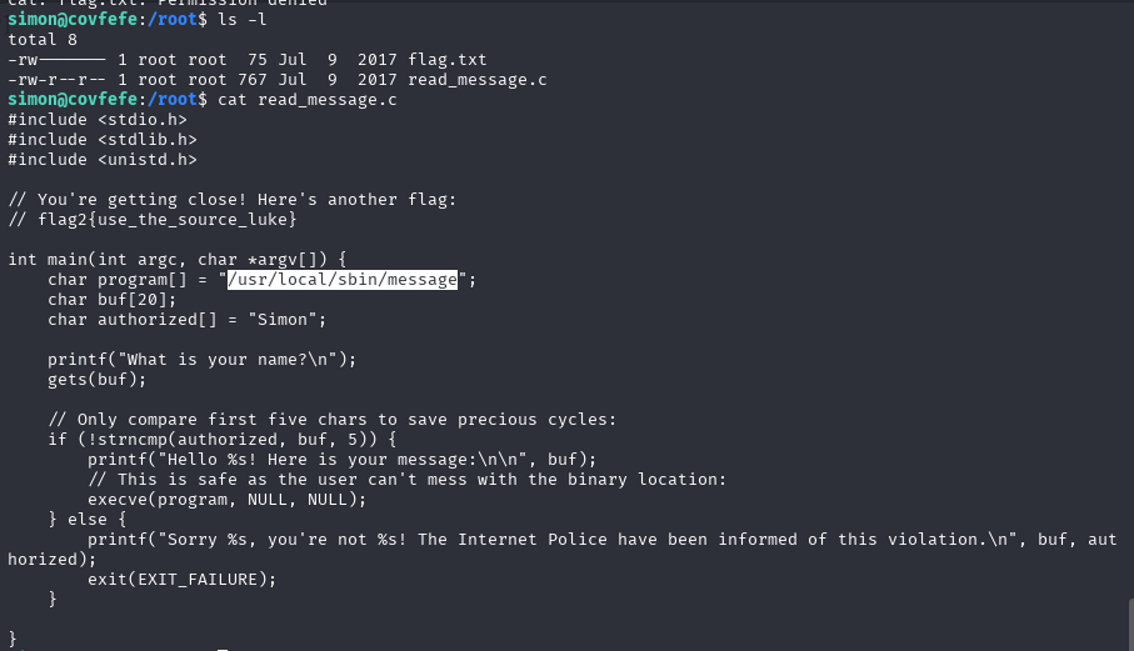 cat: flag.txt: Permission denied
simon@covfefe:/root$ ls -l
total 8
-rw------- 1 root root  75 Jul  9  2017 flag.txt
-rw-r--r-- 1 root root 767 Jul  9  2017 read_message.c
simon@covfefe:/root$ cat read_message.c
#include <stdio.h>
#include <stdlib.h>
#include <unistd.h>

// You're getting close! Here's another flag:
// flag2{use_the_source_luke}

int main(int argc, char *argv[]) {
    char program[] = "/usr/local/sbin/message";
    char buf[20];
    char authorized[] = "Simon";

    printf("What is your name?\n");
    gets(buf);

    // Only compare first five chars to save precious cycles:
    if (!strncmp(authorized, buf, 5)) {
        printf("Hello %s! Here is your message:\n\n", buf);
        // This is safe as the user can't mess with the binary location:
        execve(program, NULL, NULL);
    } else {
        printf("Sorry %s, you're not %s! The Internet Police have been informed of this violation.\n", buf, aut
horized);
        exit(EXIT_FAILURE);
    }

}